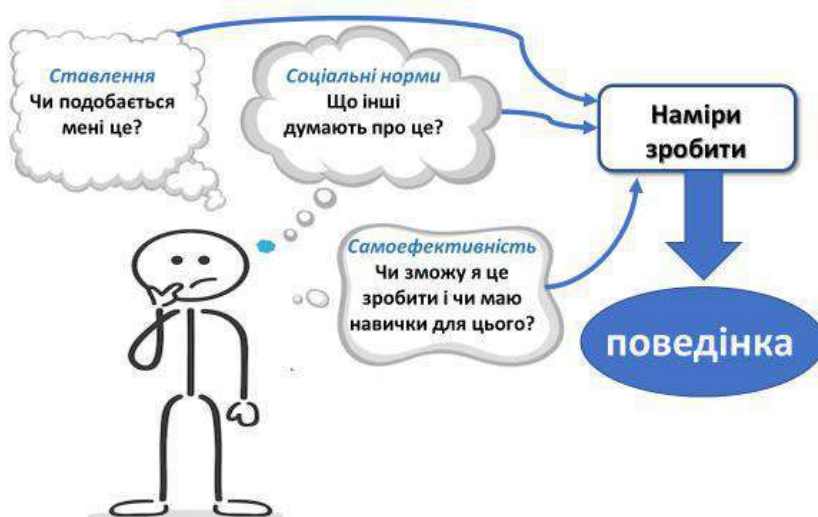 Ставлення
Чи подобається
мені це?
Соціальні норми
Що інші
думають про це?
Наміри
зробити
Самоефективність
Чи зможу я це
зробити і чи маю
навички для цього?
поведінка